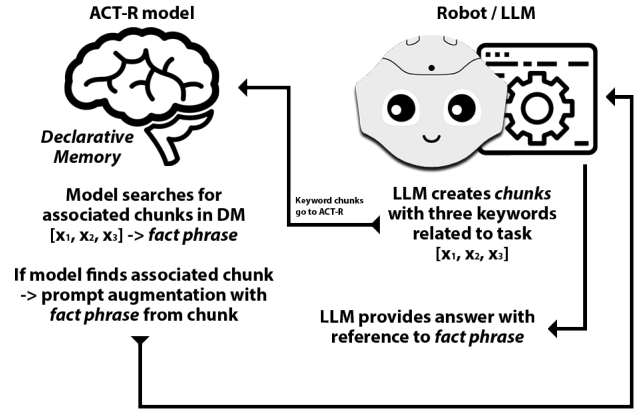 ACT-R model
Declarative
Memory
Model searches for
associated chunks in DM
[x₁, x₂, x₃] -> fact phrase
If model finds associated chunk
-> prompt augmentation with
fact phrase from chunk
Keyword chunks
go to ACT-R
Robot / LLM
LLM creates chunks
with three keywords
related to task
[x₁, x₂, x₃]
LLM provides answer with
reference to fact phrase